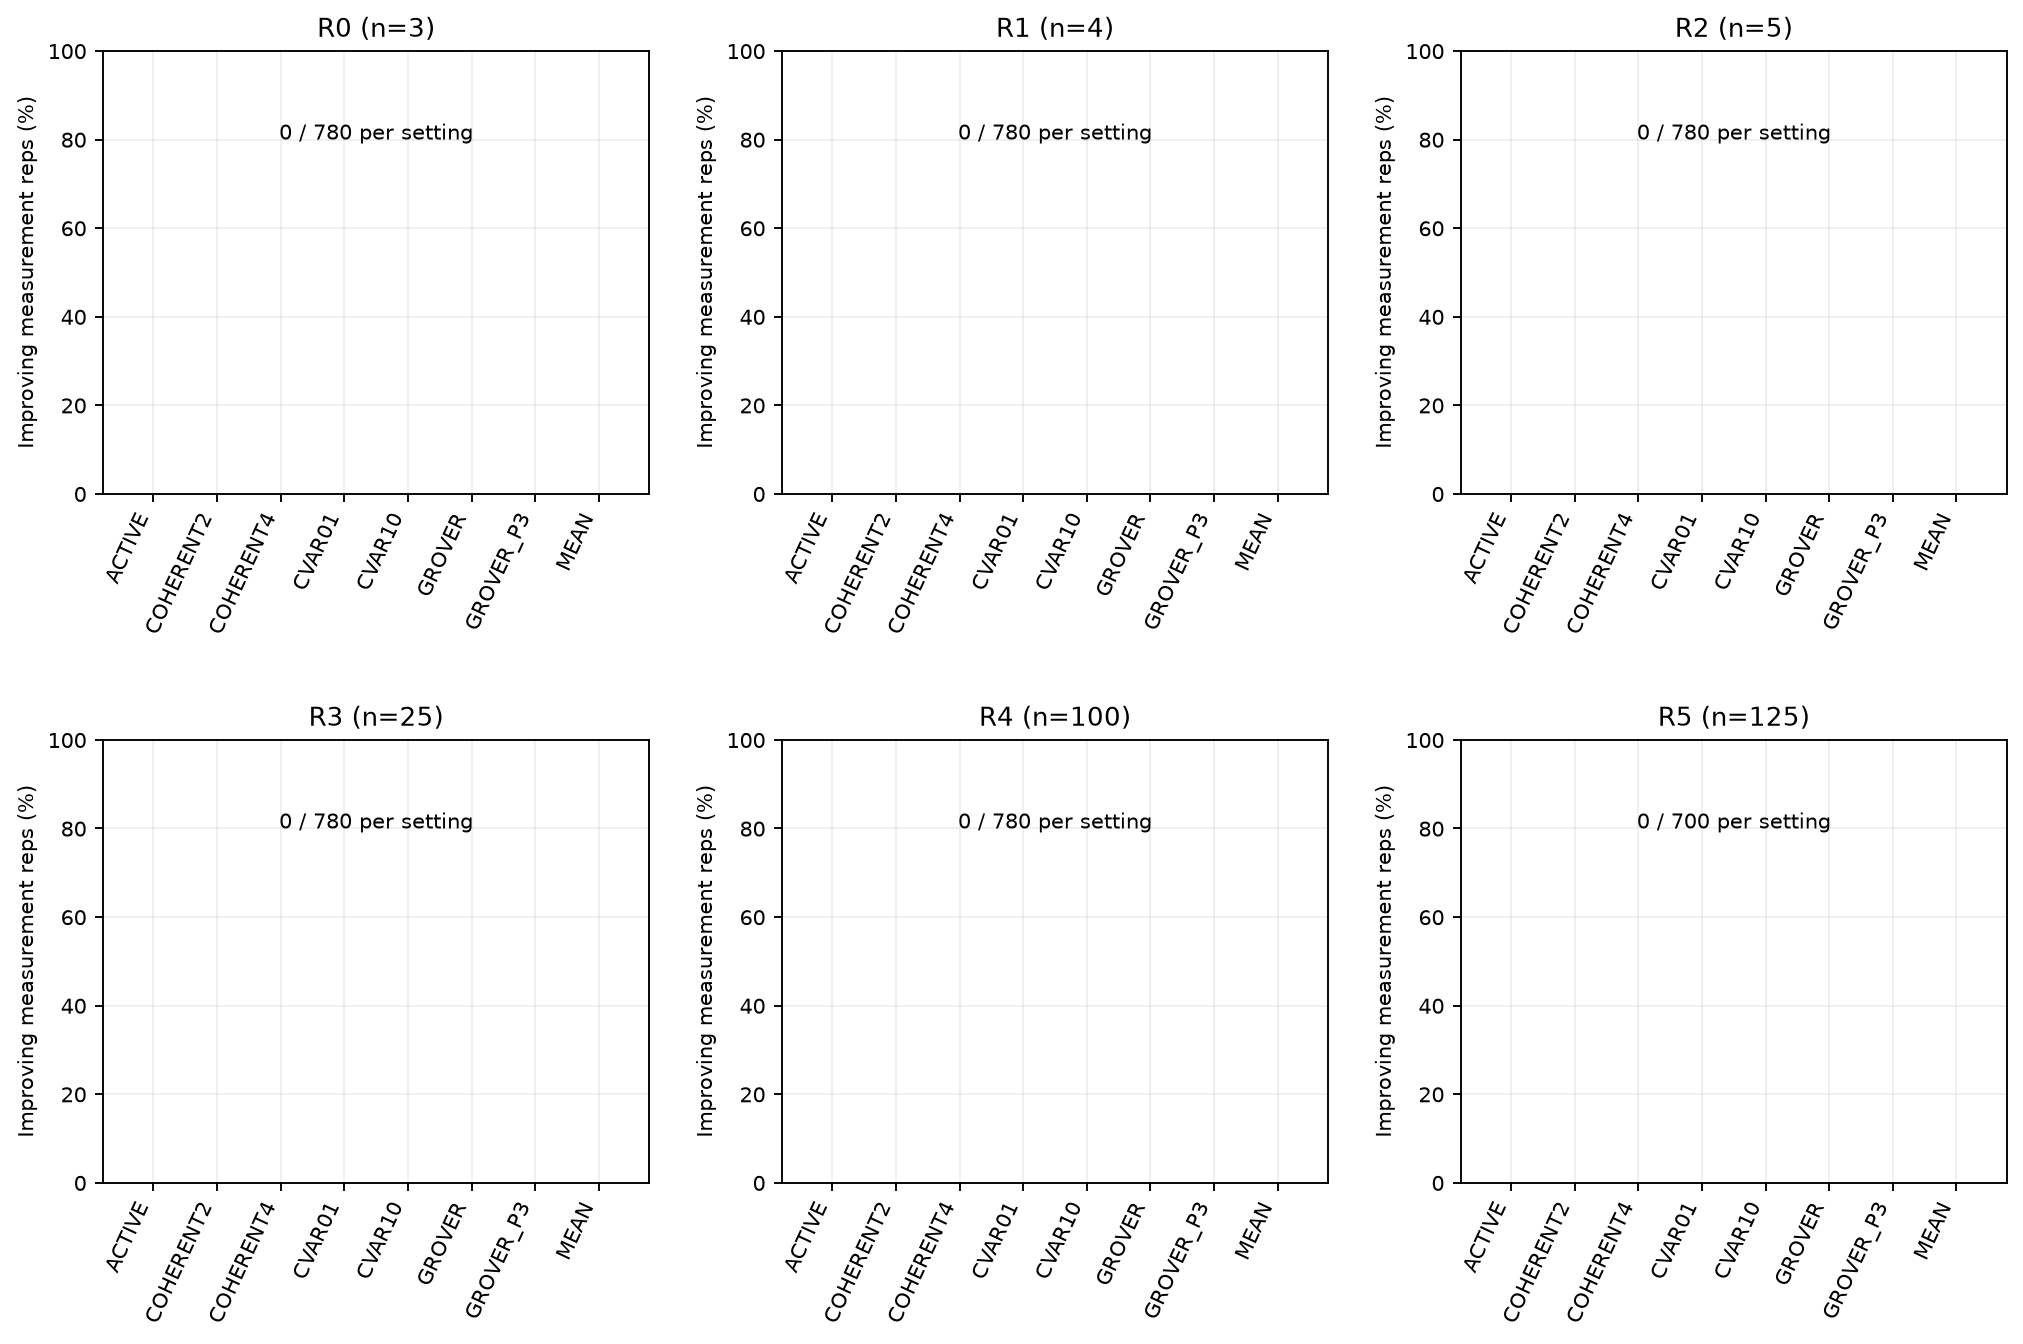 R0 (n=3)
Improving measurement reps (%)
100
80
60
40
20
0
0 / 780 per setting
ACTIVE
COHERENT2
COHERENT4
CVAR01
CVAR10
GROVER
GROVER_P3
MEAN
R1 (n=4)
Improving measurement reps (%)
100
80
60
40
20
0
0 / 780 per setting
ACTIVE
COHERENT2
COHERENT4
CVAR01
CVAR10
GROVER
GROVER_P3
MEAN
R2 (n=5)
Improving measurement reps (%)
100
80
60
40
20
0
0 / 780 per setting
ACTIVE
COHERENT2
COHERENT4
CVAR01
CVAR10
GROVER
GROVER_P3
MEAN
R3 (n=25)
Improving measurement reps (%)
100
80
60
40
20
0
0 / 780 per setting
ACTIVE
COHERENT2
COHERENT4
CVAR01
CVAR10
GROVER
GROVER_P3
MEAN
R4 (n=100)
Improving measurement reps (%)
100
80
60
40
20
0
0 / 780 per setting
ACTIVE
COHERENT2
COHERENT4
CVAR01
CVAR10
GROVER
GROVER_P3
MEAN
R5 (n=125)
Improving measurement reps (%)
100
80
60
40
20
0
0 / 700 per setting
ACTIVE
COHERENT2
COHERENT4
CVAR01
CVAR10
GROVER
GROVER_P3
MEAN